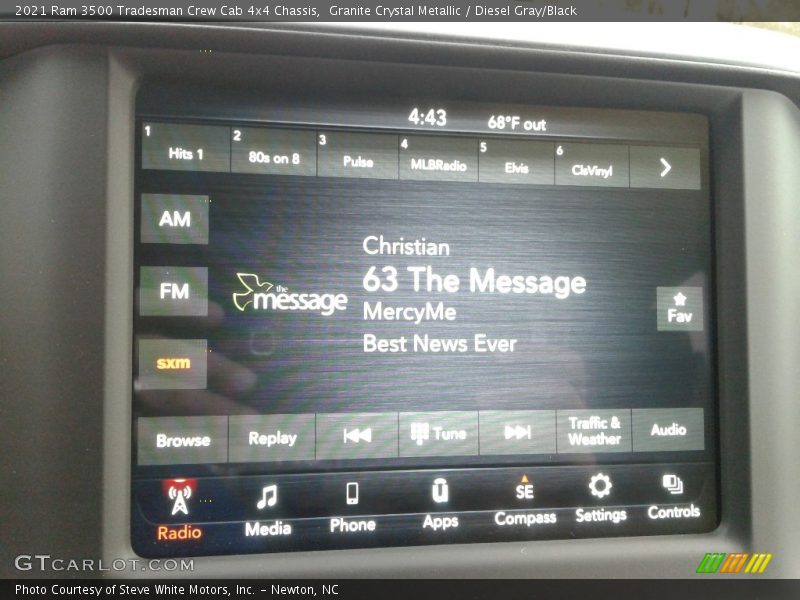 2021 Ram 3500 Tradesman Crew Cab 4x4 Chassis,  Granite Crystal Metallic / Diesel Gray/Black
4:43 68°F out
1 Hits 1
2 80s on 8
3 Pulse
4 MLBRadio
5 Elvis
6 ClsVinyl
AM
FM
sxm
the message
Christian
63 The Message
MercyMe
Best News Ever
Fav
Browse
Replay
Tune
Traffic &
Weather
Audio
SE
Radio
Media
Phone
Apps
Compass
Settings
Controls
GTcarlot.com
Photo Courtesy of Steve White Motors, Inc. – Newton, NC